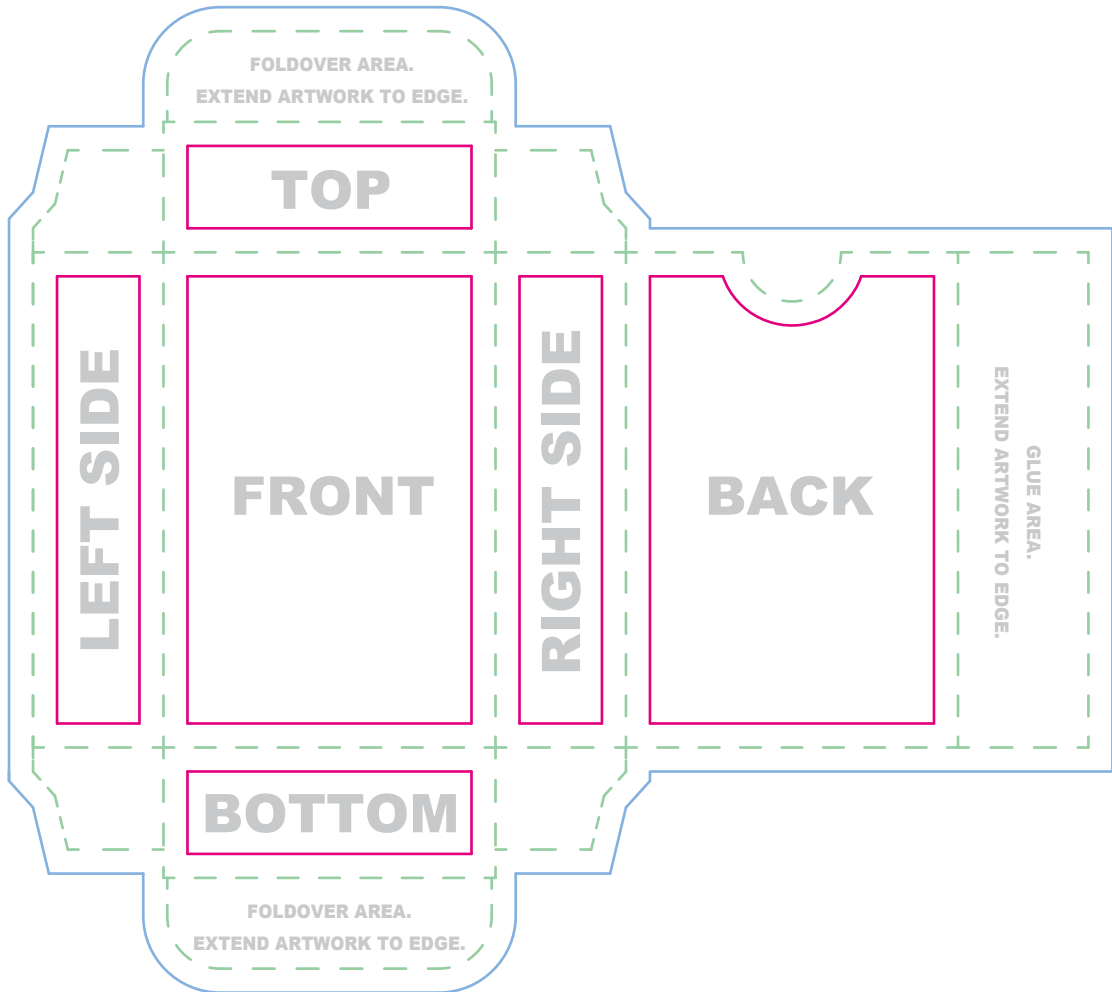 FOLDOVER AREA.
EXTEND ARTWORK TO EDGE.
TOP
LEFT SIDE
FRONT
RIGHT SIDE
BACK
GLUE AREA.
EXTEND ARTWORK TO EDGE.
BOTTOM
FOLDOVER AREA.
EXTEND ARTWORK TO EDGE.